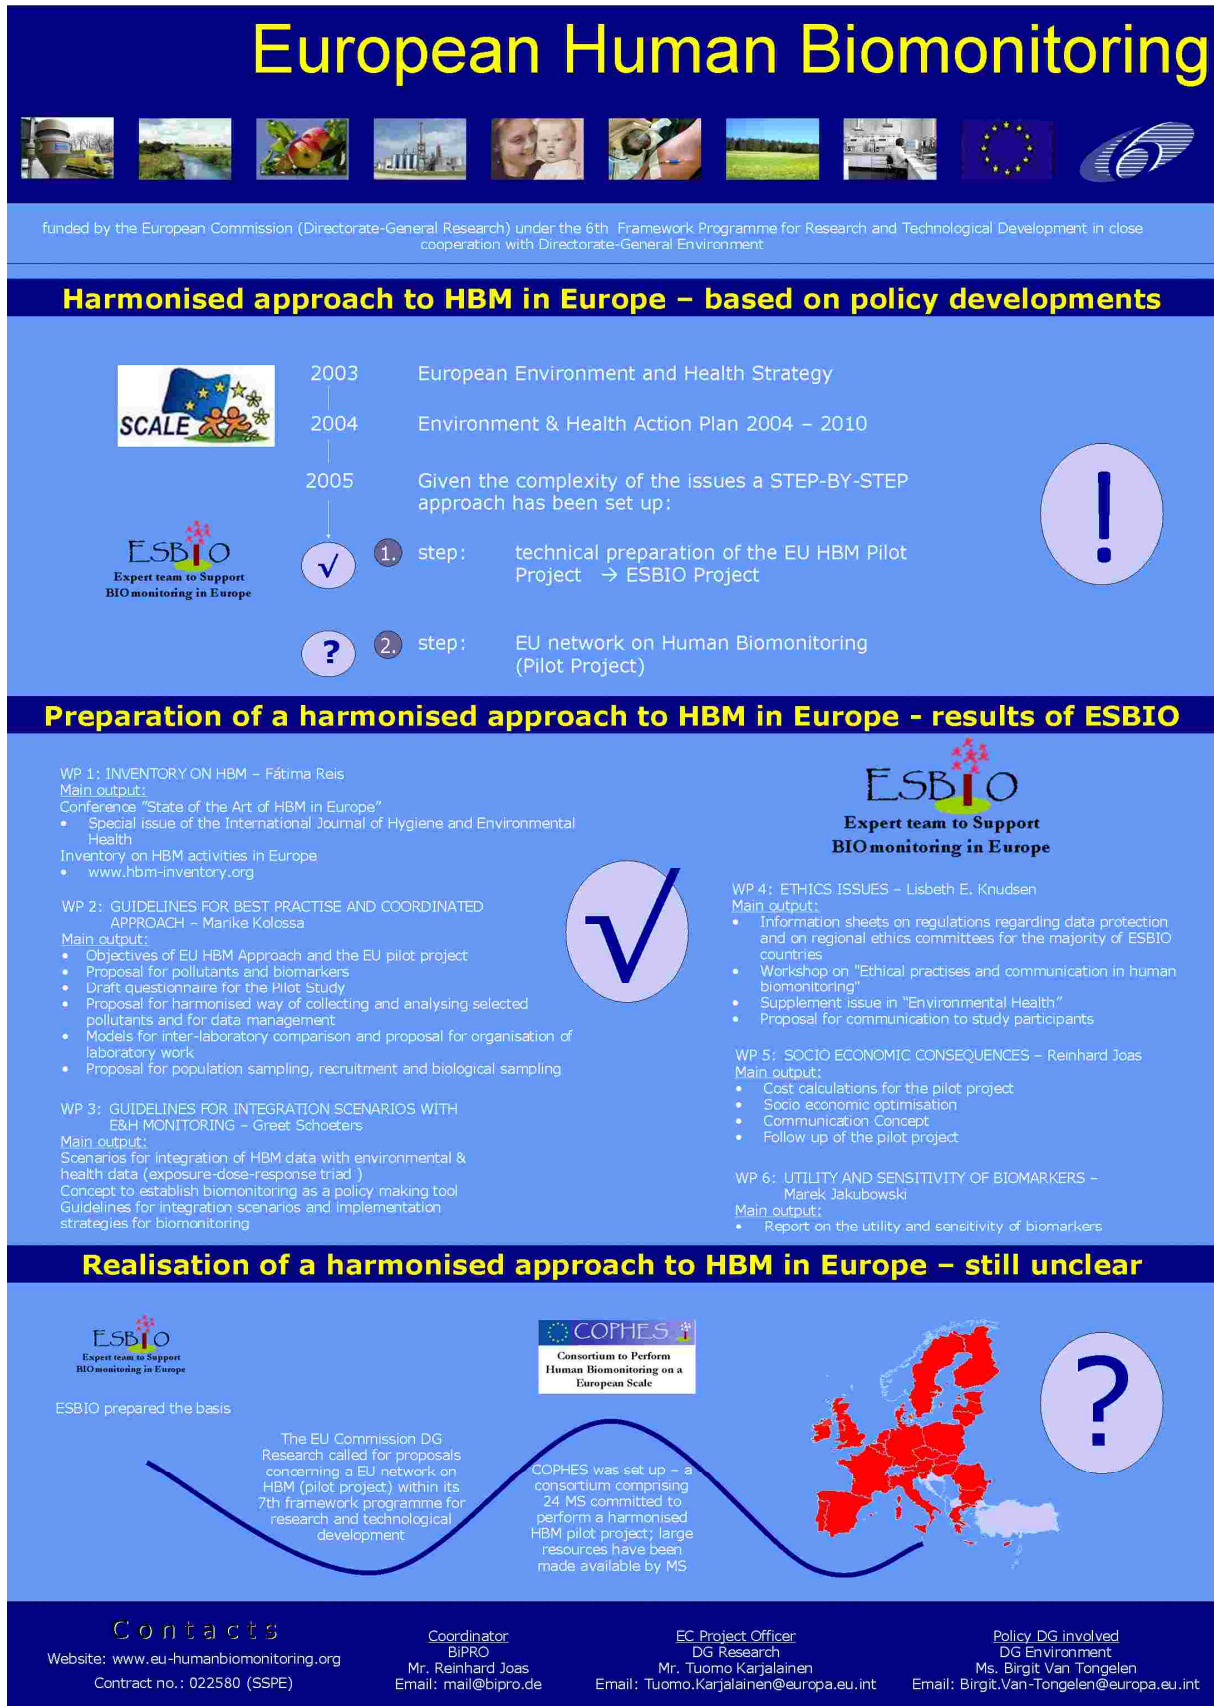 European Human Biomonitoring
funded by the European Commission (Directorate-General Research) under the 6th Framework Programme for Research and Technological Development in close
cooperation with Directorate-General Environment
Harmonised approach to HBM in Europe – based on policy developments
SCALE
2003 European Environment and Health Strategy
2004 Environment & Health Action Plan 2004 – 2010
2005 Given the complexity of the issues a STEP-BY-STEP
approach has been set up:
!
ESBIO
Expert team to Support
BIOmonitoring in Europe
√ 1. step: technical preparation of the EU HBM Pilot
Project → ESBIO Project
? 2. step: EU network on Human Biomonitoring
(Pilot Project)
Preparation of a harmonised approach to HBM in Europe - results of ESBIO
WP 1: INVENTORY ON HBM – Fátima Reis
Main output:
Conference "State of the Art of HBM in Europe"
• Special issue of the International Journal of Hygiene and Environmental
Health
Inventory on HBM activities in Europe
• www.hbm-inventory.org
WP 2: GUIDELINES FOR BEST PRACTISE AND COORDINATED
APPROACH – Marike Kolossa
Main output:
• Objectives of EU HBM Approach and the EU pilot project
• Proposal for pollutants and biomarkers
• Draft questionnaire for the Pilot Study
• Proposal for harmonised way of collecting and analysing selected
pollutants and for data management
• Models for inter-laboratory comparison and proposal for organisation of
laboratory work
• Proposal for population sampling, recruitment and biological sampling
WP 3: GUIDELINES FOR INTEGRATION SCENARIOS WITH
E&H MONITORING – Greet Schoeters
Main output:
Scenarios for integration of HBM data with environmental &
health data (exposure-dose-response triad )
Concept to establish biomonitoring as a policy making tool
Guidelines for integration scenarios and implementation
strategies for biomonitoring
√
ESBIO
Expert team to Support
BIOmonitoring in Europe
WP 4: ETHICS ISSUES – Lisbeth E. Knudsen
Main output:
• Information sheets on regulations regarding data protection
and on regional ethics committees for the majority of ESBIO
countries
• Workshop on "Ethical practises and communication in human
biomonitoring"
• Supplement issue in "Environmental Health"
• Proposal for communication to study participants
WP 5: SOCIO ECONOMIC CONSEQUENCES – Reinhard Joas
Main output:
• Cost calculations for the pilot project
• Socio economic optimisation
• Communication Concept
• Follow up of the pilot project
WP 6: UTILITY AND SENSITIVITY OF BIOMARKERS –
Marek Jakubowski
Main output:
• Report on the utility and sensitivity of biomarkers
Realisation of a harmonised approach to HBM in Europe – still unclear
ESBIO
Expert team to Support
BIOmonitoring in Europe
ESBIO prepared the basis
The EU Commission DG
Research called for proposals
concerning a EU network on
HBM (pilot project) within its
7th framework programme for
research and technological
development
COPHES
Consortium to Perform
Human Biomonitoring on a
European Scale
COPHES was set up – a
consortium comprising
24 MS committed to
perform a harmonised
HBM pilot project; large
resources have been
made available by MS
?
Contacts
Website: www.eu-humanbiomonitoring.org
Contract no.: 022580 (SSPE)
Coordinator
BiPRO
Mr. Reinhard Joas
Email: mail@bipro.de
EC Project Officer
DG Research
Mr. Tuomo Karjalainen
Email: Tuomo.Karjalainen@europa.eu.int
Policy DG involved
DG Environment
Ms. Birgit Van Tongelen
Email: Birgit.Van-Tongelen@europa.eu.int